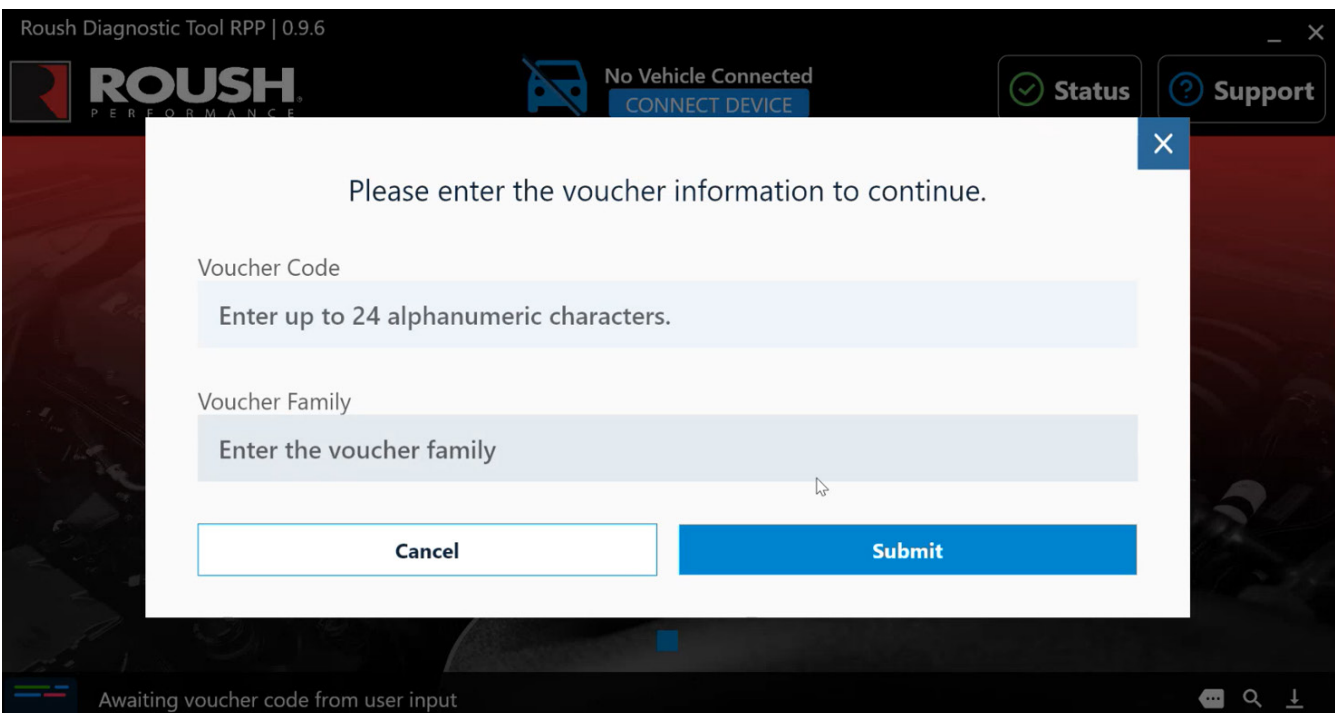 Roush Diagnostic Tool RPP | 0.9.6
ROUSH
PERFORMANCE
No Vehicle Connected
CONNECT DEVICE
Status
Support
Please enter the voucher information to continue.
Voucher Code
Enter up to 24 alphanumeric characters.
Voucher Family
Enter the voucher family
Cancel
Submit
Awaiting voucher code from user input